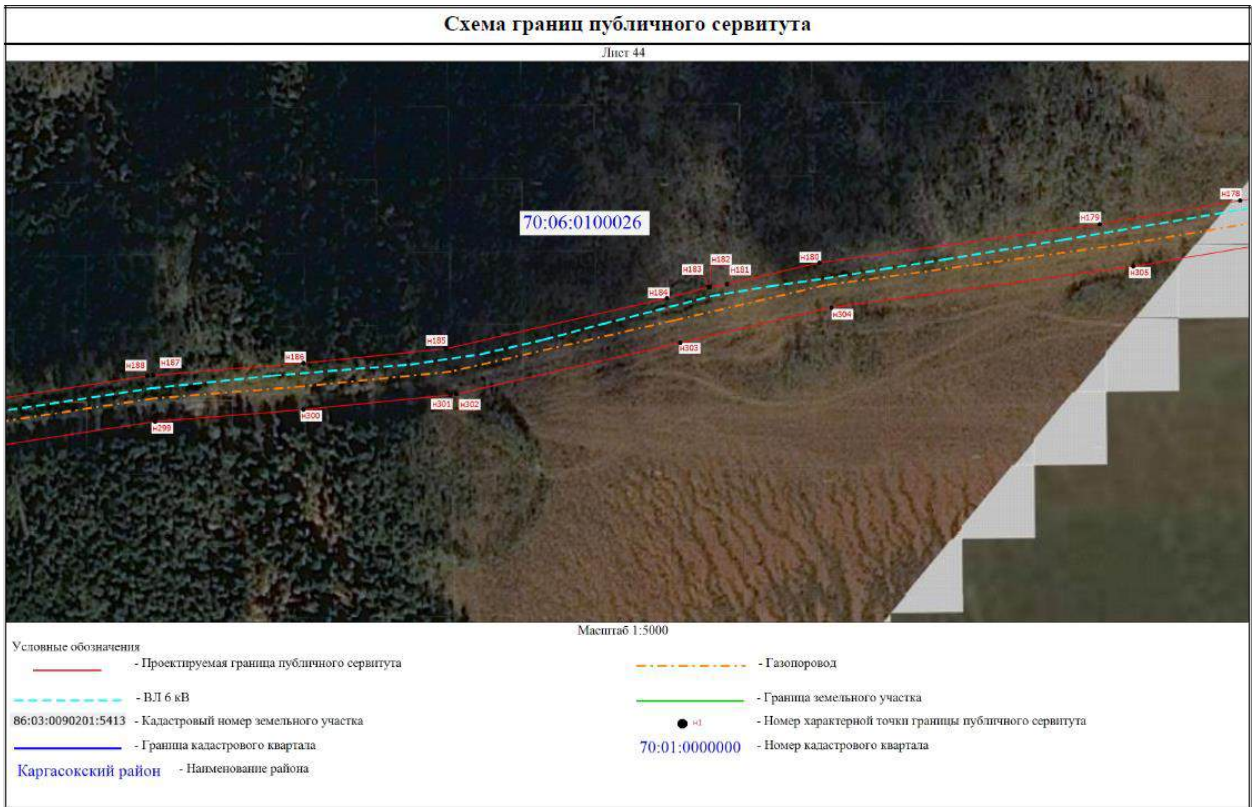 Схема границ публичного сервитута
Лист 44
н178
н179
70:06:0100026
н180
н182
н183
н181
н305
н184
н304
н185
н303
н186
н188
н187
н301
н302
н300
н299
Масштаб 1:5000
Условные обозначения
- Проектируемая граница публичного сервитута
- Газопоровод
- ВЛ 6 кВ
- Граница земельного участка
86:03:0090201:5413 - Кадастровый номер земельного участка
н1 - Номер характерной точки границы публичного сервитута
- Граница кадастрового квартала
70:01:0000000 - Номер кадастрового квартала
Каргасокский район - Наименование района